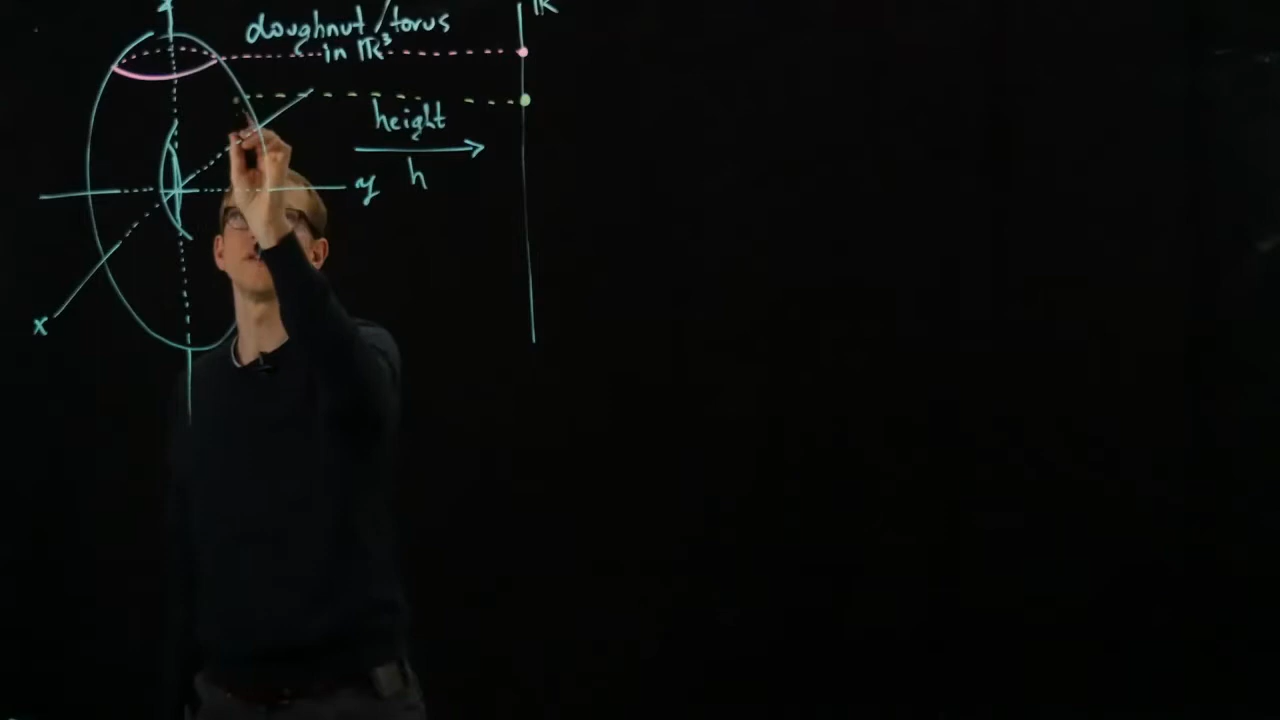 z
ℝ
doughnut / torus
in ℝ³
height
h
y
x